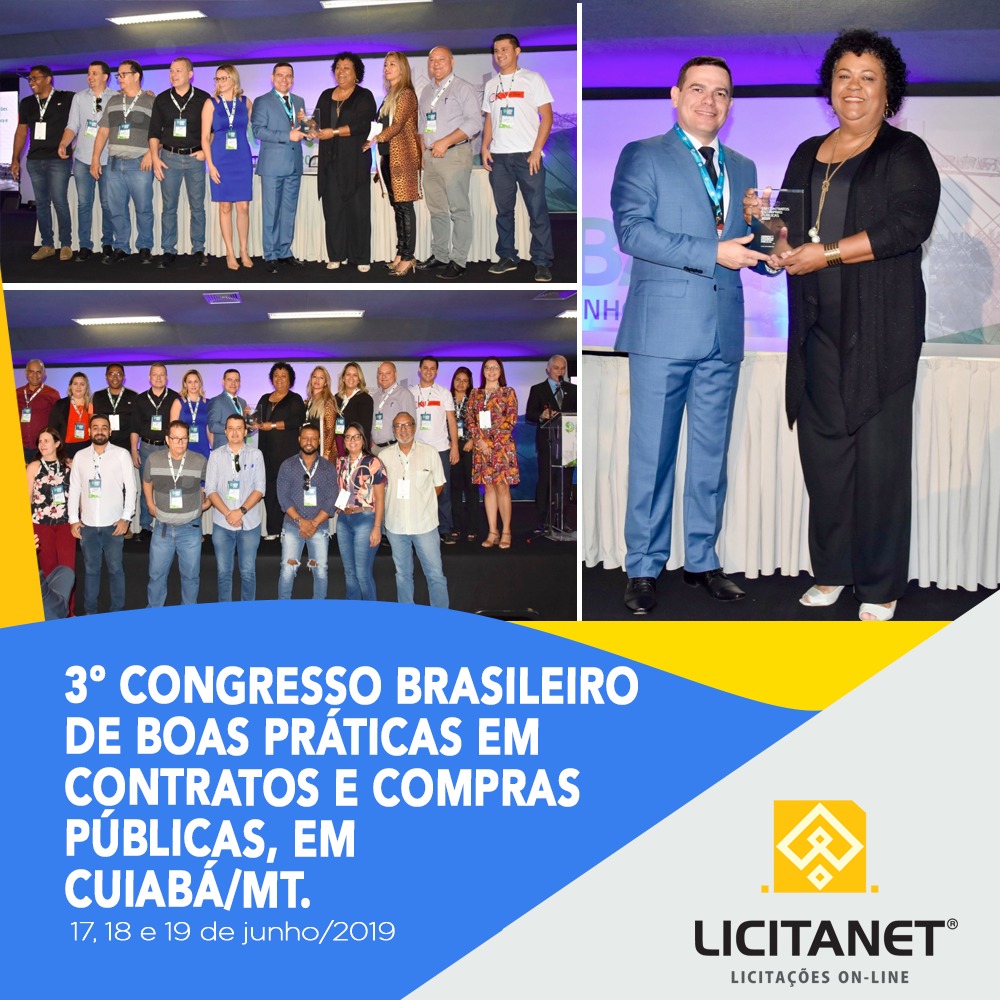 3º CONGRESSO BRASILEIRO
DE BOAS PRÁTICAS EM
CONTRATOS E COMPRAS
PÚBLICAS, EM
CUIABÁ/MT.
17, 18 e 19 de junho/2019
LICITANET®
LICITAÇÕES ON-LINE